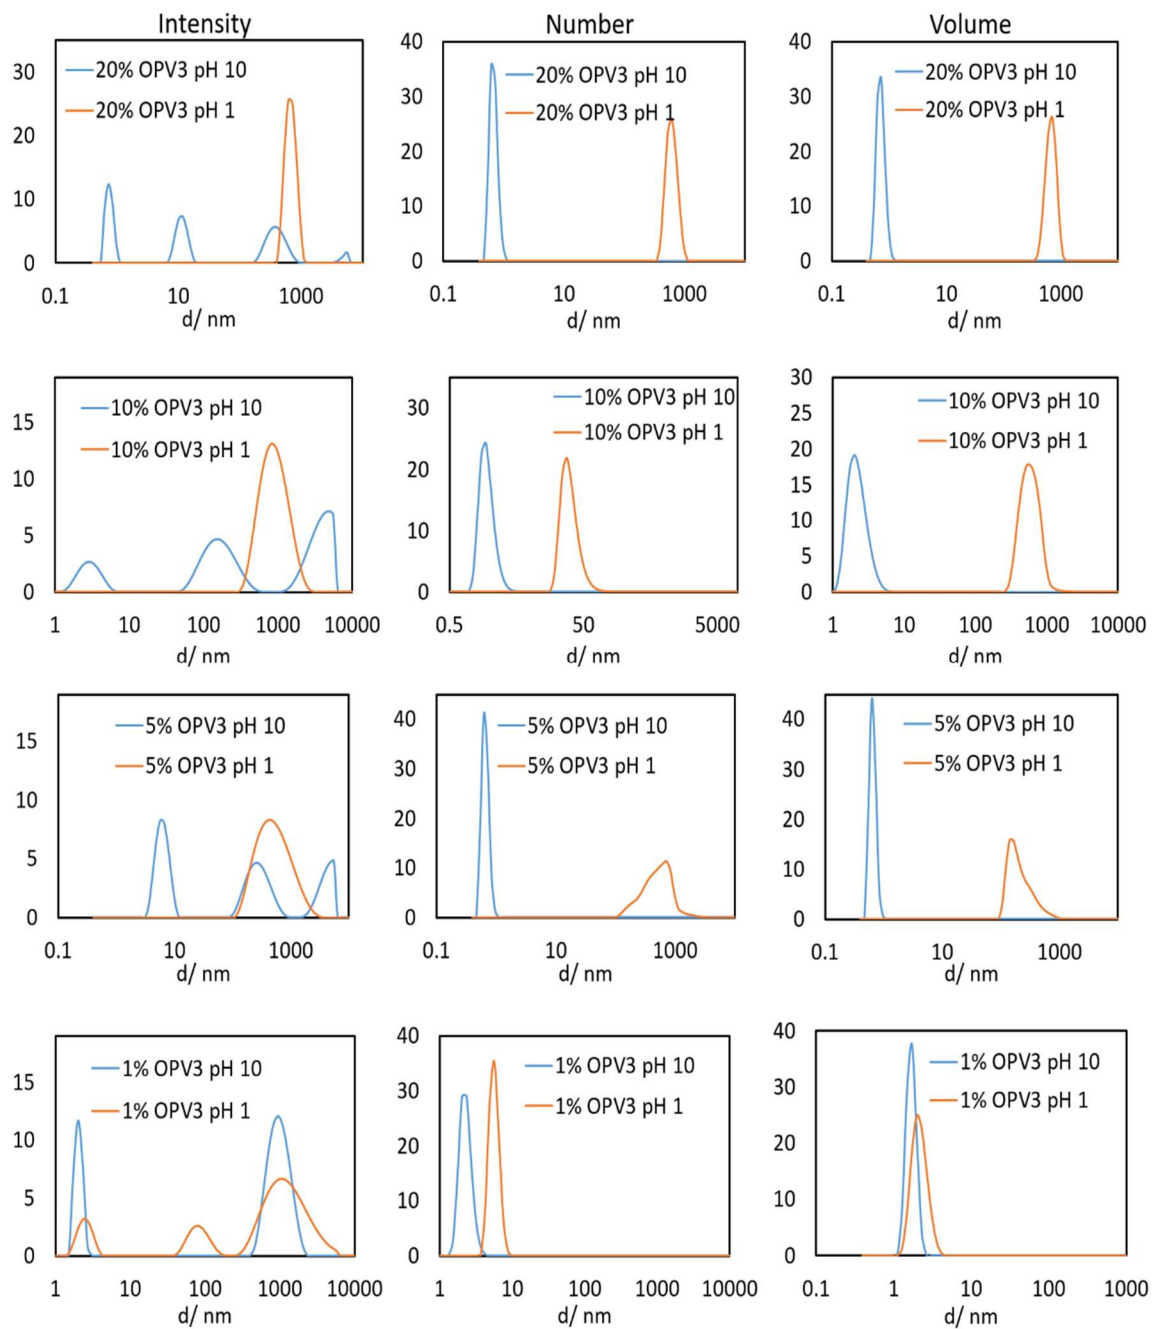 Intensity
Number
Volume
30
20
10
0
20% OPV3 pH 10
20% OPV3 pH 1
0.1 10 1000
d/ nm
40
30
20
10
0
20% OPV3 pH 10
20% OPV3 pH 1
0.1 10 1000
d/ nm
40
30
20
10
0
20% OPV3 pH 10
20% OPV3 pH 1
0.1 10 1000
d/ nm
15
10
5
0
10% OPV3 pH 10
10% OPV3 pH 1
1 10 100 1000 10000
d/ nm
30
20
10
0
10% OPV3 pH 10
10% OPV3 pH 1
0.5 50 5000
d/ nm
30
25
20
15
10
5
0
10% OPV3 pH 10
10% OPV3 pH 1
1 10 100 1000 10000
d/ nm
15
10
5
0
5% OPV3 pH 10
5% OPV3 pH 1
0.1 10 1000
d/ nm
40
30
20
10
0
5% OPV3 pH 10
5% OPV3 pH 1
0.1 10 1000
d/ nm
40
30
20
10
0
5% OPV3 pH 10
5% OPV3 pH 1
0.1 10 1000
d/ nm
15
10
5
0
1% OPV3 pH 10
1% OPV3 pH 1
1 10 100 1000 10000
d/ nm
40
30
20
10
0
1% OPV3 pH 10
1% OPV3 pH 1
1 10 100 1000 10000
d/ nm
40
30
20
10
0
1% OPV3 pH 10
1% OPV3 pH 1
0.1 1 10 100 1000
d/ nm